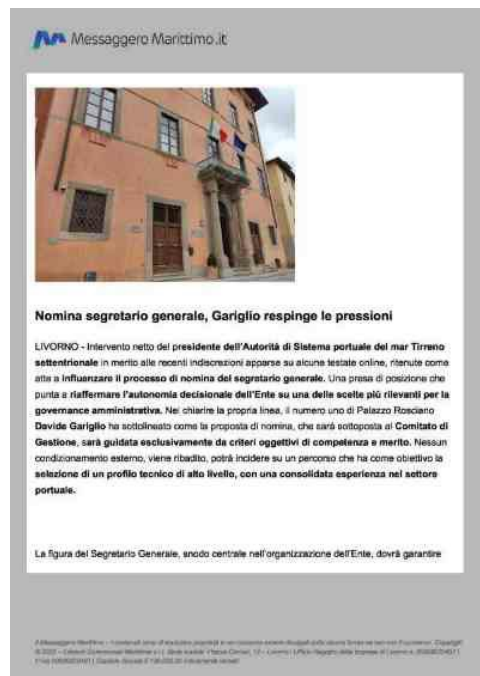 Messaggero Marittimo.it
Nomina segretario generale, Gariglio respinge le pressioni
LIVORNO - Intervento netto del presidente dell'Autorità di Sistema portuale del mar Tirreno
settentrionale in merito alle recenti indiscrezioni apparse su alcune testate online, ritenute come
atte a influenzare il processo di nomina del segretario generale. Una presa di posizione che
punta a riaffermare l'autonomia decisionale dell'Ente su una delle scelte più rilevanti per la
governance amministrativa. Nel chiarire la propria linea, il numero uno di Palazzo Rosciano
Davide Gariglio ha sottolineato come la proposta di nomina, che sarà sottoposta al Comitato di
Gestione, sarà guidata esclusivamente da criteri oggettivi di competenza e merito. Nessun
condizionamento esterno, viene ribadito, potrà incidere su un percorso che ha come obiettivo la
selezione di un profilo tecnico di alto livello, con una consolidata esperienza nel settore
portuale.
La figura del Segretario Generale, snodo centrale nell'organizzazione dell'Ente, dovrà garantire